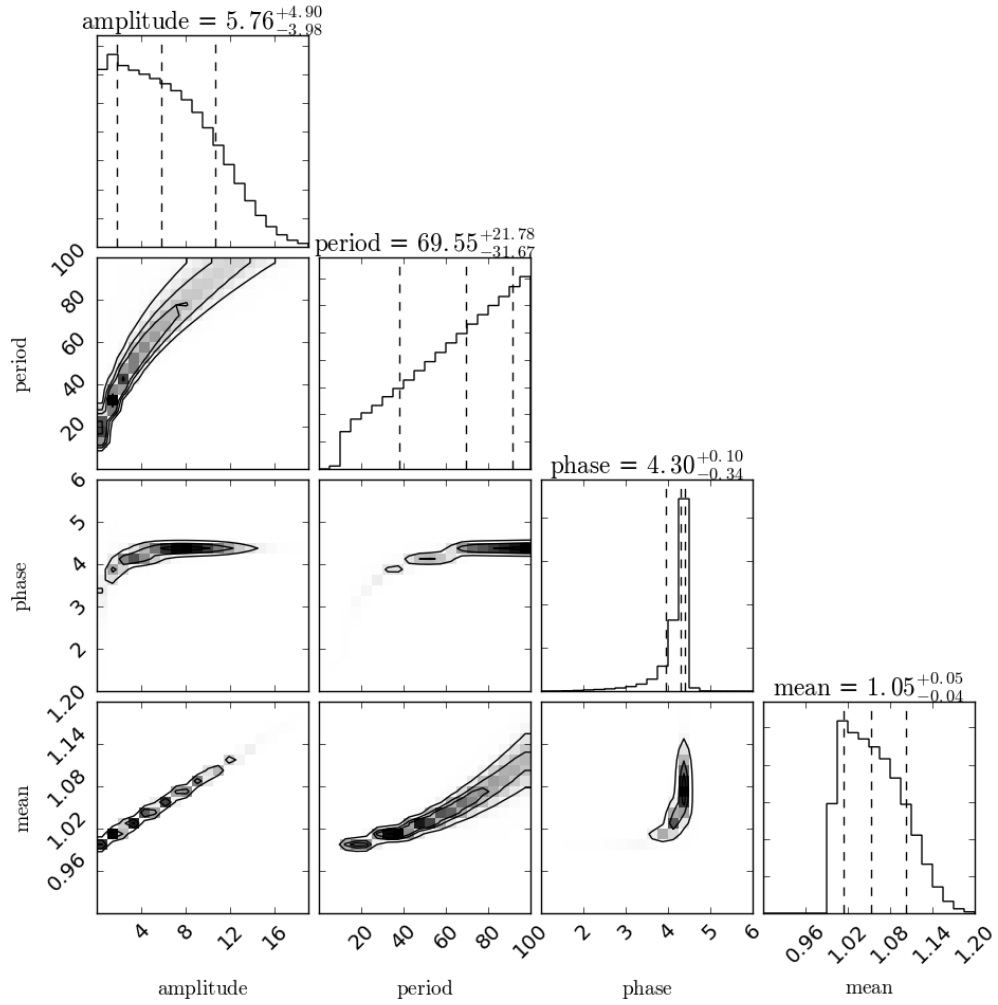 amplitude = 5.76 +4.90 −3.98
period = 69.55 +21.78 −31.67
100
80
60
40
20
period
phase = 4.30 +0.10 −0.34
6
5
4
3
2
phase
mean = 1.05 +0.05 −0.04
1.20
1.20
1.14
1.08
1.02
0.96
mean
4 8 12 16
20 40 60 80 100
2 3 4 5 6
0.96 1.02 1.08 1.14 1.20
amplitude period phase mean